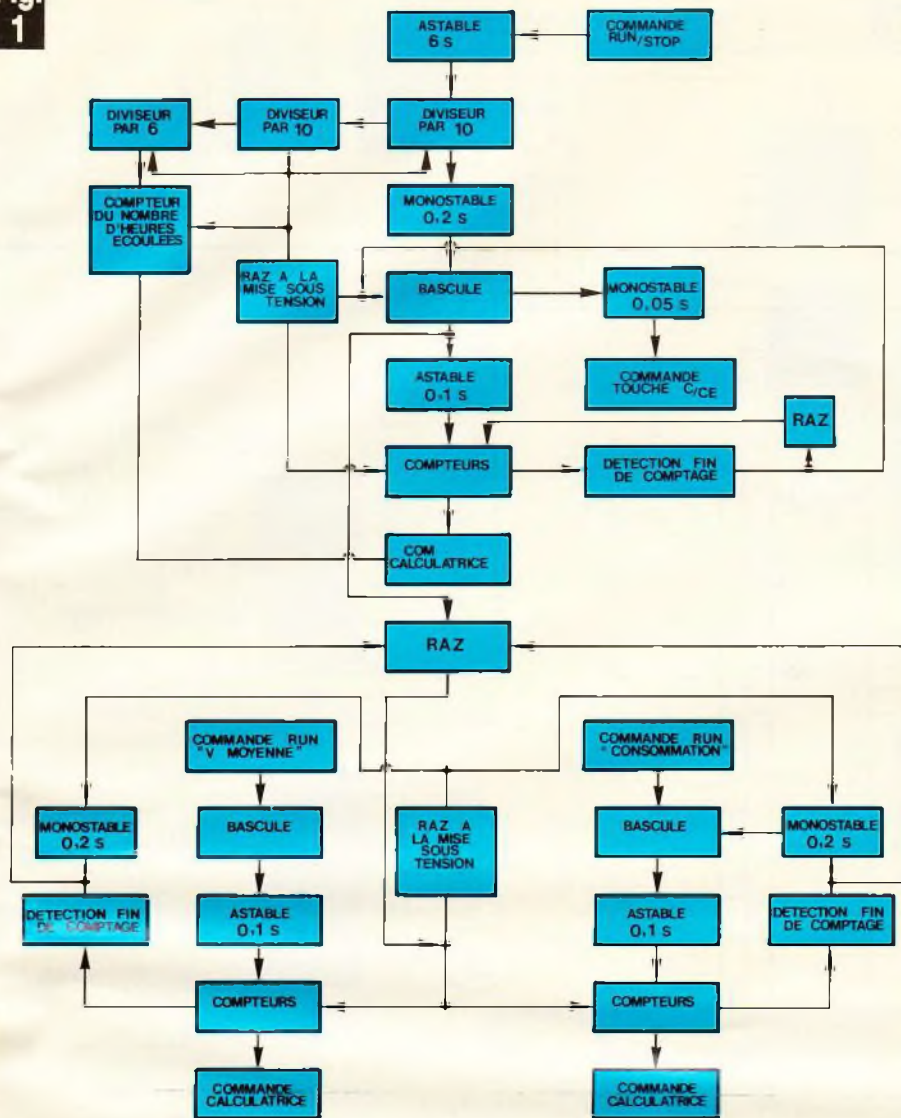 1
ASTABLE
6 S
COMMANDE
RUN/STOP
DIVISEUR
PAR 6
DIVISEUR
PAR 10
DIVISEUR
PAR 10
COMPTEUR
DU NOMBRE
D'HEURES
ECOULEES
MONOSTABLE
0,2 S
RAZ A LA
MISE SOUS
TENSION
BASCULE
MONOSTABLE
0,05 S
ASTABLE
0,1 S
COMMANDE
TOUCHE C/CE
RAZ
COMPTEURS
DETECTION FIN
DE COMPTAGE
COM
CALCULATRICE
RAZ
COMMANDE RUN
"V MOYENNE"
COMMANDE RUN
"CONSOMMATION"
MONOSTABLE
0,2 S
BASCULE
RAZ A
LA MISE
SOUS
TENSION
BASCULE
MONOSTABLE
0,2 S
DETECTION FIN
DE COMPTAGE
ASTABLE
0,1 S
ASTABLE
0,1 S
DETECTION FIN
DE COMPTAGE
COMPTEURS
COMPTEURS
COMMANDE
CALCULATRICE
COMMANDE
CALCULATRICE